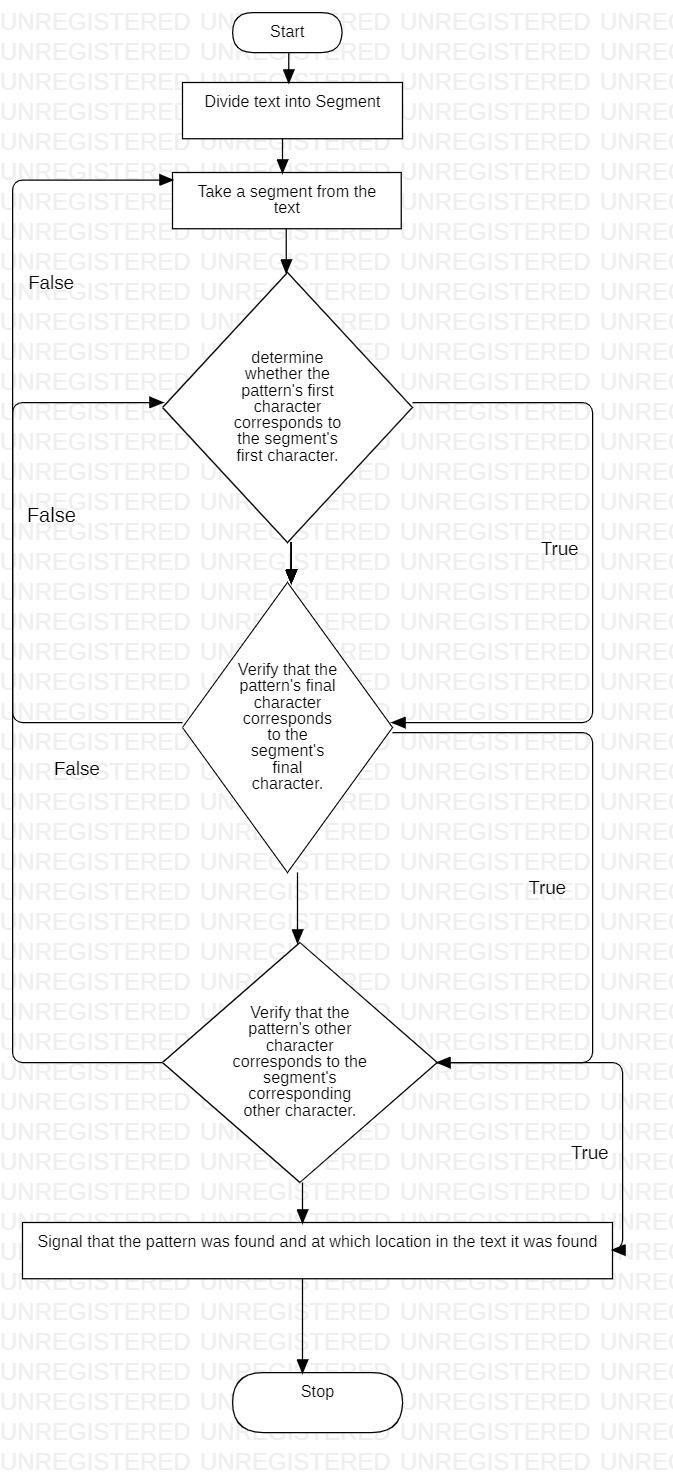 Start
Divide text into Segment
Take a segment from the
text
False
determine
whether the
pattern's first
character
corresponds to
the segment's
first character.
False
True
Verify that the
pattern's final
character
corresponds
to the
segment's
final
character.
False
True
Verify that the
pattern's other
character
corresponds to the
segment's
corresponding
other character.
True
Signal that the pattern was found and at which location in the text it was found
Stop
UNREGISTERED